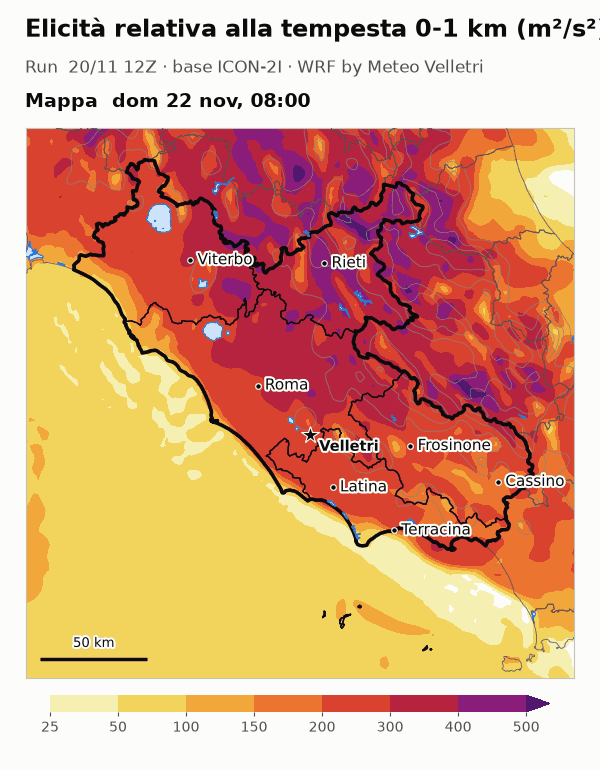 Elicità relativa alla tempesta 0-1 km (m²/s²)
Run 20/11 12Z · base ICON-2I · WRF by Meteo Velletri
Mappa dom 22 nov, 08:00
Viterbo
Rieti
Roma
Velletri
Frosinone
Cassino
Latina
Terracina
50 km
25 50 100 150 200 300 400 500